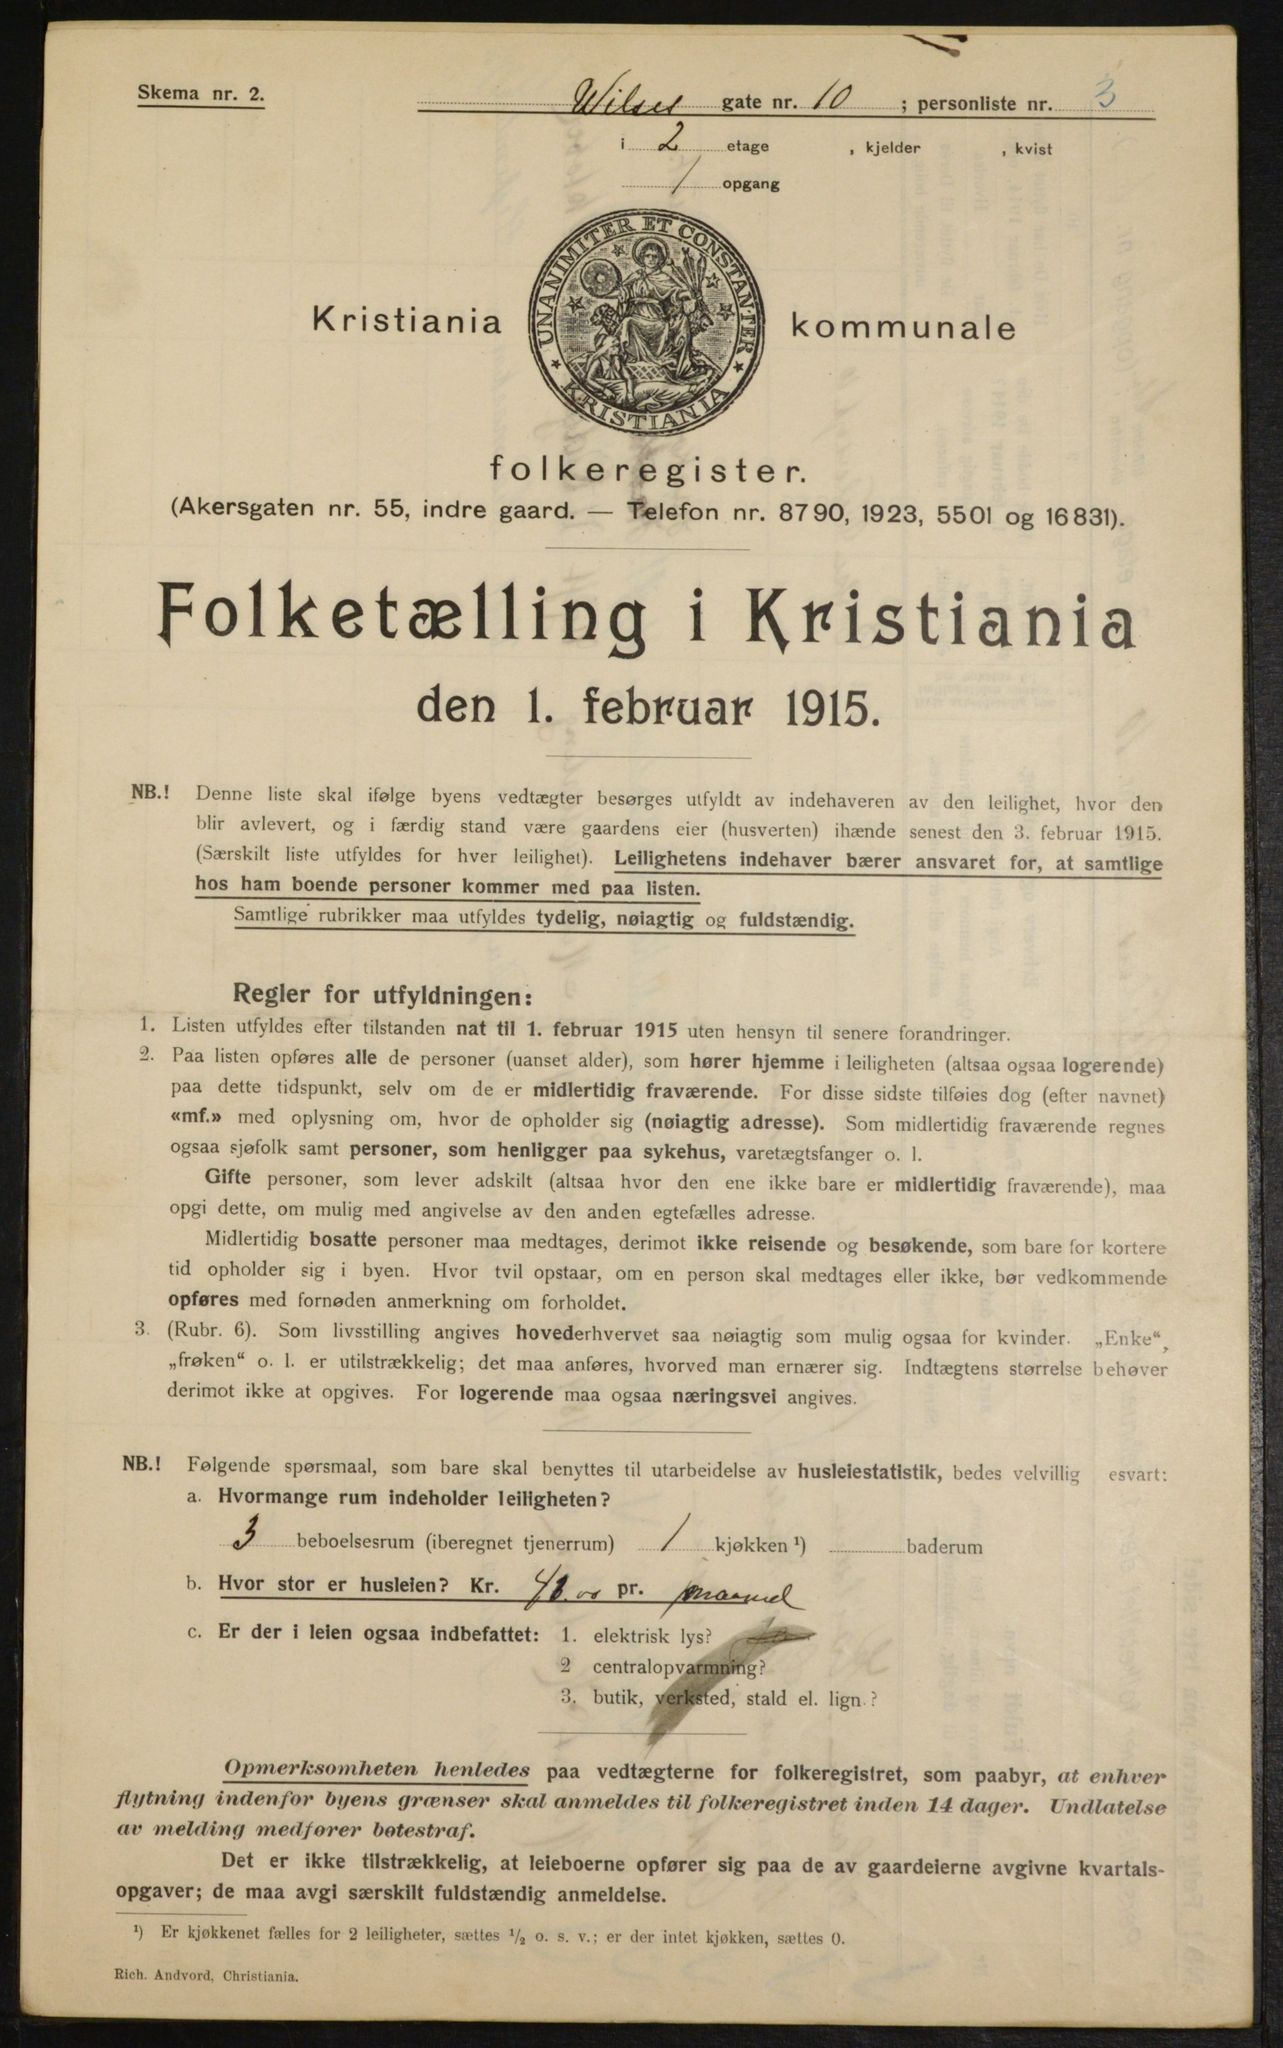 Skema nr. 2.
Wilses gate nr. 10 ; personliste nr. 3
i 2 etage , kjelder , kvist
1 opgang
UNANIMITER ET CONSTANTER
KRISTIANIA
Kristiania kommunale
folkeregister.
(Akersgaten nr. 55, indre gaard. — Telefon nr. 8790, 1923, 5501 og 16831).
Folketælling i Kristiania
den 1. februar 1915.
NB.! Denne liste skal ifølge byens vedtægter besørges utfyldt av indehaveren av den leilighet, hvor den
blir avlevert, og i færdig stand være gaardens eier (husverten) ihænde senest den 3. februar 1915.
(Særskilt liste utfyldes for hver leilighet). Leilighetens indehaver bærer ansvaret for, at samtlige
hos ham boende personer kommer med paa listen.
Samtlige rubrikker maa utfyldes tydelig, nøiagtig og fuldstændig.
Regler for utfyldningen:
1. Listen utfyldes efter tilstanden nat til 1. februar 1915 uten hensyn til senere forandringer.
2. Paa listen opføres alle de personer (uanset alder), som hører hjemme i leiligheten (altsaa ogsaa logerende)
paa dette tidspunkt, selv om de er midlertidig fraværende. For disse sidste tilføies dog (efter navnet)
«mf.» med oplysning om, hvor de opholder sig (nøiagtig adresse). Som midlertidig fraværende regnes
ogsaa sjøfolk samt personer, som henligger paa sykehus, varetægtsfanger o. l.
Gifte personer, som lever adskilt (altsaa hvor den ene ikke bare er midlertidig fraværende), maa
opgi dette, om mulig med angivelse av den anden egtefælles adresse.
Midlertidig bosatte personer maa medtages, derimot ikke reisende og besøkende, som bare for kortere
tid opholder sig i byen. Hvor tvil opstaar, om en person skal medtages eller ikke, bør vedkommende
opføres med fornøden anmerkning om forholdet.
3. (Rubr. 6). Som livsstilling angives hovederhvervet saa nøiagtig som mulig ogsaa for kvinder. „Enke“,
„frøken“ o. l. er utilstrækkelig; det maa anføres, hvorved man ernærer sig. Indtægtens størrelse behøver
derimot ikke at opgives. For logerende maa ogsaa næringsvei angives.
NB.! Følgende spørsmaal, som bare skal benyttes til utarbeidelse av husleiestatistik, bedes velvillig esvart:
a. Hvormange rum indeholder leiligheten?
3 beboelsesrum (iberegnet tjenerrum) 1 kjøkken ¹) baderum
b. Hvor stor er husleien? Kr. pr. maaned
c. Er der i leien ogsaa indbefattet: 1. elektrisk lys?
2 centralopvarmning?
3. butik, verksted, stald el. lign.?
Opmerksomheten henledes paa vedtægterne for folkeregistret, som paabyr, at enhver
flytning indenfor byens grænser skal anmeldes til folkeregistret inden 14 dager. Undlatelse
av melding medfører bøtestraf.
Det er ikke tilstrækkelig, at leieboerne opfører sig paa de av gaardeierne avgivne kvartals-
opgaver; de maa avgi særskilt fuldstændig anmeldelse.
¹) Er kjøkkenet fælles for 2 leiligheter, sættes ½ o. s. v.; er der intet kjøkken, sættes 0.
Rich. Andvord, Christiania.